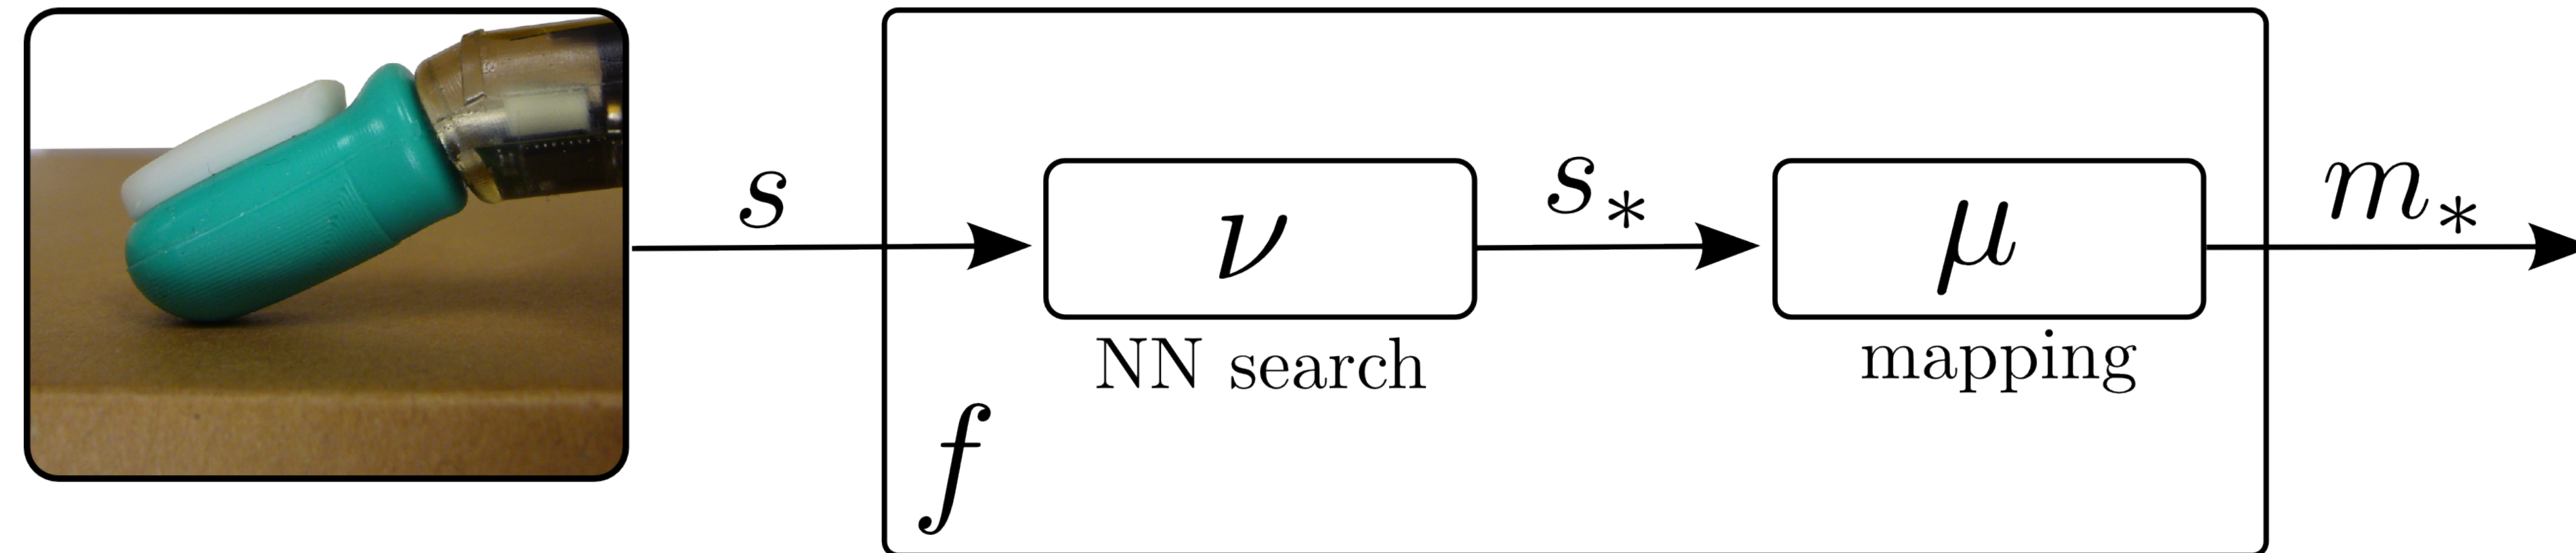 s
ν
NN search
s*
μ
mapping
m*
f